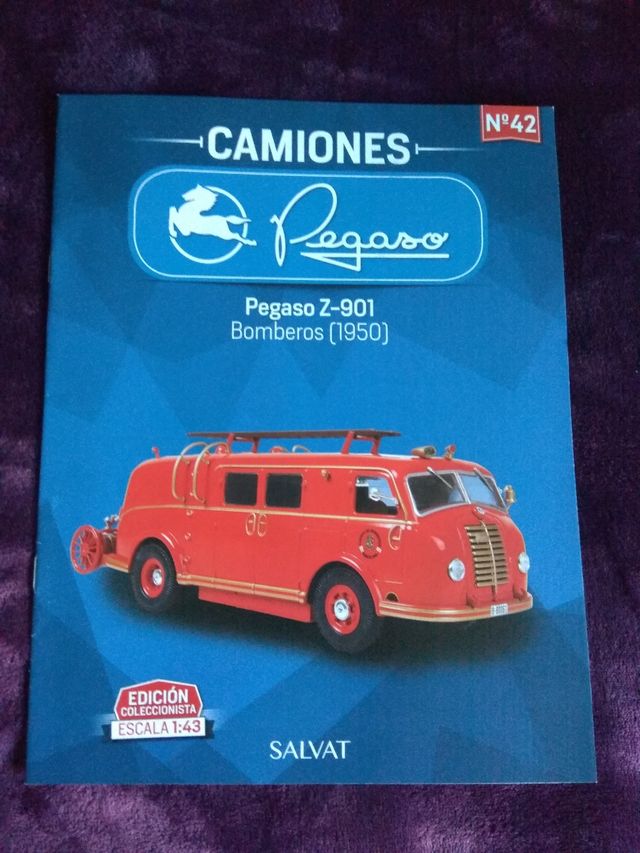 Nº42
CAMIONES
Pegaso
Pegaso Z-901
Bomberos (1950)
EDICIÓN
COLECCIONISTA
ESCALA 1:43
SALVAT